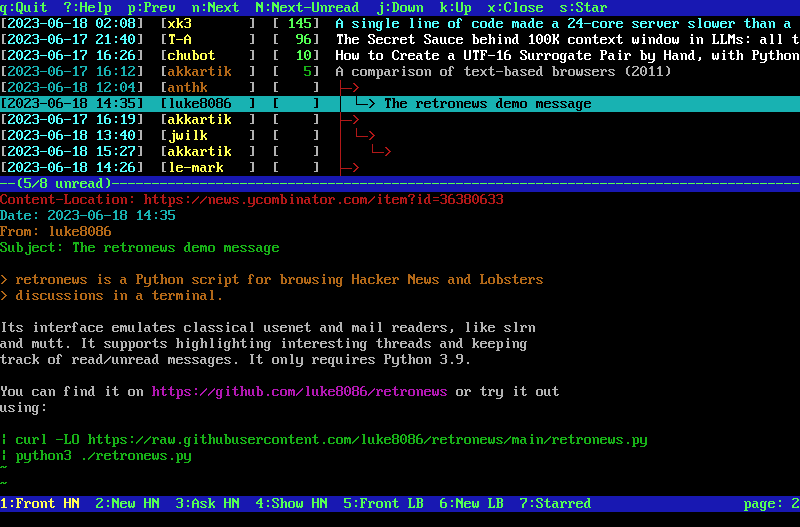 q:Quit  ?:Help  p:Prev  n:Next  N:Next-Unread  j:Down  k:Up  x:Close  s:Star
[2023-06-18 02:08]  [xk3       ]  [ 145]  A single line of code made a 24-core server slower than a
[2023-06-17 21:40]  [T-A       ]  [  96]  The Secret Sauce behind 100K context window in LLMs: all t
[2023-06-17 16:26]  [chubot    ]  [  10]  How to Create a UTF-16 Surrogate Pair by Hand, with Python
[2023-06-17 16:12]  [akkartik  ]  [   5]  A comparison of text-based browsers (2011)
[2023-06-18 12:04]  [anthk     ]  [    ]  ├─>
[2023-06-18 14:35]  [luke8086  ]  [    ]  │ └─> The retronews demo message
[2023-06-17 16:19]  [akkartik  ]  [    ]  ├─>
[2023-06-18 13:40]  [jwilk     ]  [    ]  │ └─>
[2023-06-18 15:27]  [akkartik  ]  [    ]  │   └─>
[2023-06-18 14:26]  [le-mark   ]  [    ]  ├─>
--(5/8 unread)--
Content-Location: https://news.ycombinator.com/item?id=36380633
Date: 2023-06-18 14:35
From: luke8086
Subject: The retronews demo message
> retronews is a Python script for browsing Hacker News and Lobsters
> discussions in a terminal.
Its interface emulates classical usenet and mail readers, like slrn
and mutt. It supports highlighting interesting threads and keeping
track of read/unread messages. It only requires Python 3.9.
You can find it on https://github.com/luke8086/retronews or try it out
using:
| curl -LO https://raw.githubusercontent.com/luke8086/retronews/main/retronews.py
| python3 ./retronews.py
~
~
1:Front HN  2:New HN  3:Ask HN  4:Show HN  5:Front LB  6:New LB  7:Starred  page: 2